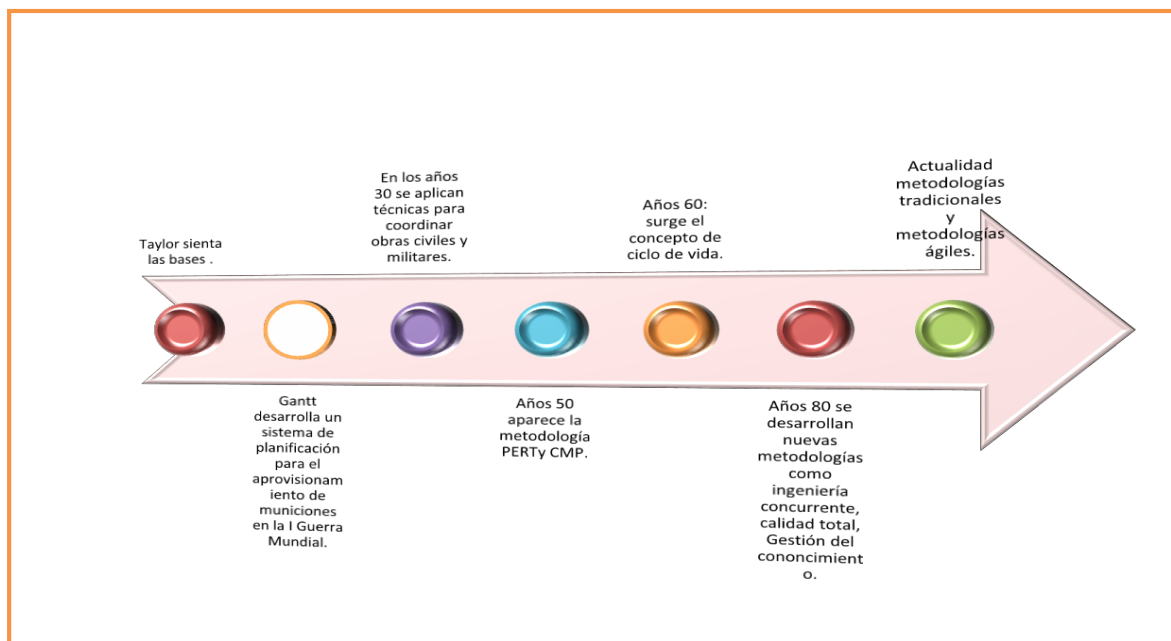 Taylor sienta
las bases .
Gantt
desarrolla un
sistema de
planificación
para el
aprovisionam
iento de
municiones
en la I Guerra
Mundial.
En los años
30 se aplican
técnicas para
coordinar
obras civiles y
militares.
Años 50
aparece la
metodología
PERTy CMP.
Años 60:
surge el
concepto de
ciclo de vida.
Años 80 se
desarrollan
nuevas
metodologías
como
ingeniería
concurrente,
calidad total,
Gestión del
cononcimient
o.
Actualidad
metodologías
tradicionales
y
metodologías
ágiles.